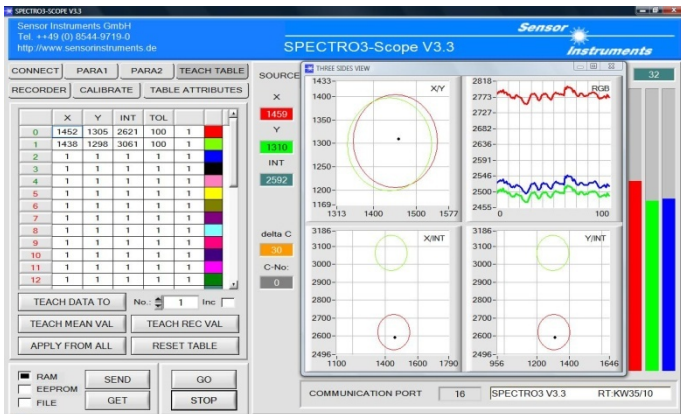 SPECTRO3-SCOPE V3.3
Sensor Instruments GmbH
Tel. ++49 (0) 8544-9719-0
http://www.sensorinstruments.de
SPECTRO3-Scope V3.3
Sensor
Instruments
CONNECT PARA1 PARA2 TEACH TABLE
RECORDER CALIBRATE TABLE ATTRIBUTES
X Y INT TOL
0 1452 1305 2621 100 1
1 1438 1298 3061 100 1
2 1 1 1 1 1
3 1 1 1 1 1
4 1 1 1 1 1
5 1 1 1 1 1
6 1 1 1 1 1
7 1 1 1 1 1
8 1 1 1 1 1
9 1 1 1 1 1
10 1 1 1 1 1
11 1 1 1 1 1
12 1 1 1 1 1
TEACH DATA TO No.: 1 Inc
TEACH MEAN VAL TEACH REC VAL
APPLY FROM ALL RESET TABLE
RAM
EEPROM
FILE
SEND GO
GET STOP
SOURCE
X
1459
Y
1310
INT
2592
delta C
30
C-No:
0
THREE SIDES VIEW
X/Y
1433-
1400-
1350-
1300-
1250-
1200-
1169-
1313 1400 1500 1577
RGB
2818-
2773-
2727-
2682-
2636-
2591-
2546-
2500-
2455-
0 100
X/INT
3186-
3100-
3000-
2900-
2800-
2700-
2600-
2496-
1100 1400 1600 1790
Y/INT
3186-
3100-
3000-
2900-
2800-
2700-
2600-
2496-
956 1200 1400 1646
32
COMMUNICATION PORT 16 SPECTRO3 V3.3 RT:KW35/10